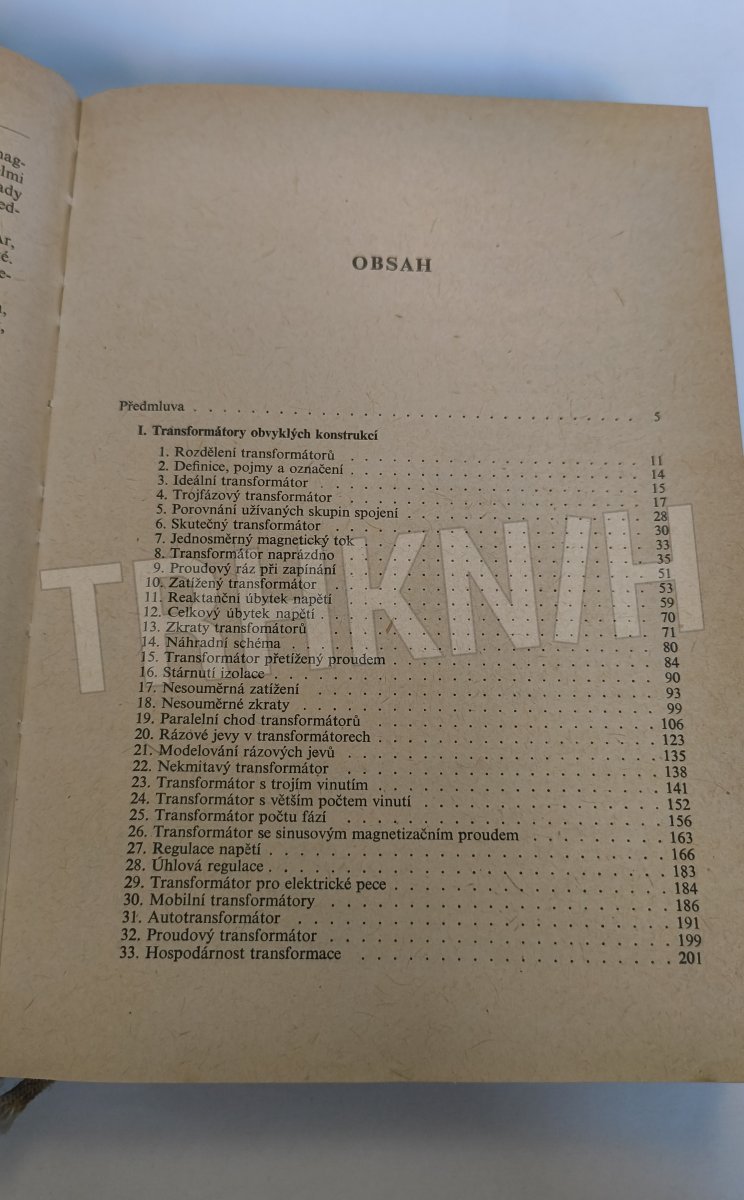 nag-
elmi
ady
ed-
OBSAH
Předmluva . . . . . . . . . . . . . . . . . . . . . . . . . . . . 5
I. Transformátory obvyklých konstrukcí
1. Rozdělení transformátorů . . . . . . . . . . . . . . . . . . 11
2. Definice, pojmy a označení . . . . . . . . . . . . . . . . . . 14
3. Ideální transformátor . . . . . . . . . . . . . . . . . . 15
4. Trojfázový transformátor . . . . . . . . . . . . . . . . . . 17
5. Porovnání užívaných skupin spojení . . . . . . . . . . . . . . 28
6. Skutečný transformátor . . . . . . . . . . . . . . . . . . 30
7. Jednosměrný magnetický tok . . . . . . . . . . . . . . . . . 33
8. Transformátor naprázdno . . . . . . . . . . . . . . . . . . 35
9. Proudový ráz při zapínání . . . . . . . . . . . . . . . . . . 51
10. Zatížený transformátor . . . . . . . . . . . . . . . . . . 53
11. Reaktanční úbytek napětí . . . . . . . . . . . . . . . . . . 59
12. Celkový úbytek napětí . . . . . . . . . . . . . . . . . . . 70
13. Zkraty transfomátorů . . . . . . . . . . . . . . . . . . 71
14. Náhradní schéma . . . . . . . . . . . . . . . . . . . . 80
15. Transformátor přetížený proudem . . . . . . . . . . . . . . . 84
16. Stárnutí izolace . . . . . . . . . . . . . . . . . . . . . 90
17. Nesouměrná zatížení . . . . . . . . . . . . . . . . . . . 93
18. Nesouměrné zkraty . . . . . . . . . . . . . . . . . . . . 99
19. Paralelní chod transformátorů . . . . . . . . . . . . . . . . 106
20. Rázové jevy v transformátorech . . . . . . . . . . . . . . . . 123
21. Modelování rázových jevů . . . . . . . . . . . . . . . . . . 135
22. Nekmitavý transformátor . . . . . . . . . . . . . . . . . . 138
23. Transformátor s trojím vinutím . . . . . . . . . . . . . . . . 141
24. Transformátor s větším počtem vinutí . . . . . . . . . . . . . 152
25. Transformátor počtu fází . . . . . . . . . . . . . . . . . . 156
26. Transformátor se sinusovým magnetizačním proudem . . . . . . . . 163
27. Regulace napětí . . . . . . . . . . . . . . . . . . . . . 166
28. Úhlová regulace . . . . . . . . . . . . . . . . . . . . . 183
29. Transformátor pro elektrické pece . . . . . . . . . . . . . . . 184
30. Mobilní transformátory . . . . . . . . . . . . . . . . . . 186
31. Autotransformátor . . . . . . . . . . . . . . . . . . . . 191
32. Proudový transformátor . . . . . . . . . . . . . . . . . . 199
33. Hospodárnost transformace . . . . . . . . . . . . . . . . . 201